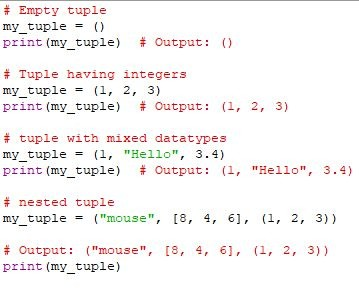 # Empty tuple
my_tuple = ()
print(my_tuple)  # Output: ()
# Tuple having integers
my_tuple = (1, 2, 3)
print(my_tuple)  # Output: (1, 2, 3)
# tuple with mixed datatypes
my_tuple = (1, "Hello", 3.4)
print(my_tuple)  # Output: (1, "Hello", 3.4)
# nested tuple
my_tuple = ("mouse", [8, 4, 6], (1, 2, 3))
# Output: ("mouse", [8, 4, 6], (1, 2, 3))
print(my_tuple)